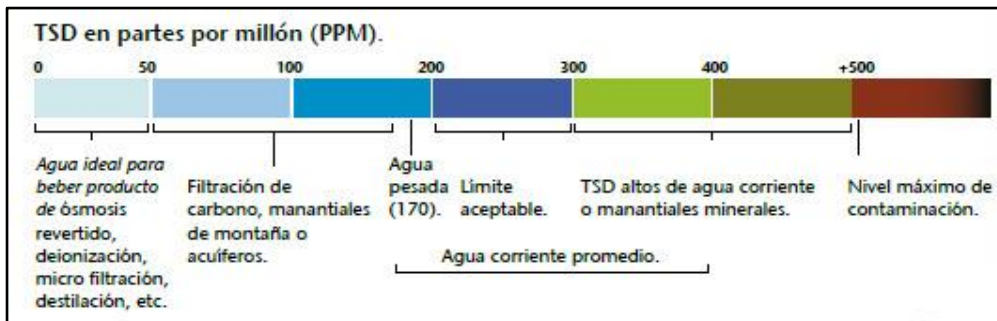 TSD en partes por millón (PPM).
0 50 100 200 300 400 +500
Agua ideal para
beber producto
de ósmosis
revertido,
deionización,
micro filtración,
destilación, etc.
Filtración de
carbono, manantiales
de montaña o
acuíferos.
Agua
pesada
(170).
Límite
aceptable.
TSD altos de agua corriente
o manantiales minerales.
Nivel máximo de
contaminación.
Agua corriente promedio.